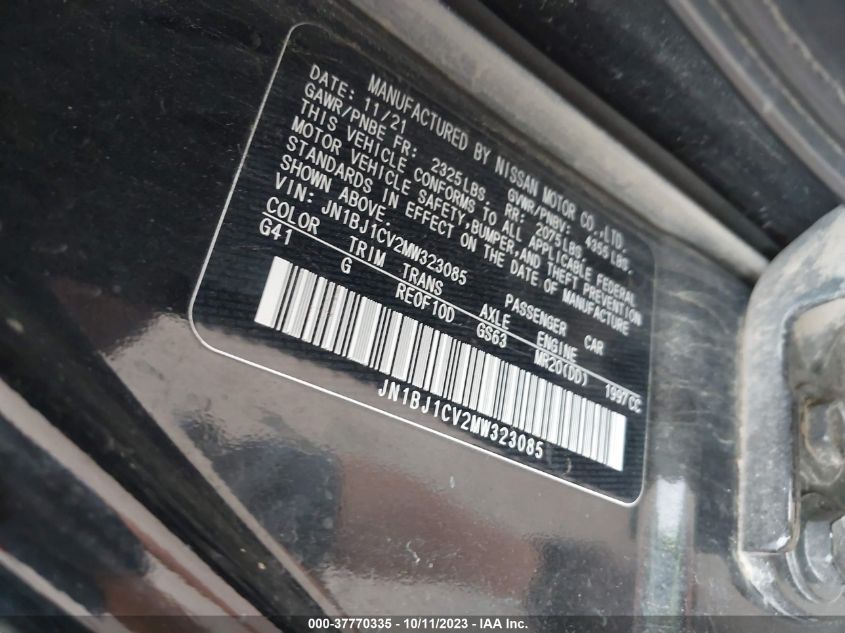 MANUFACTURED BY NISSAN MOTOR CO.,LTD.
DATE: 11/21 GVWR/PNBV: 4365 LBS.
GAWR/PNBE FR: 2325LBS. RR: 2075LBS.
THIS VEHICLE CONFORMS TO ALL APPLICABLE FEDERAL
MOTOR VEHICLE SAFETY,BUMPER,AND THEFT PREVENTION
STANDARDS IN EFFECT ON THE DATE OF MANUFACTURE
SHOWN ABOVE.
VIN: JN1BJ1CV2MW323085 PASSENGER CAR
COLOR TRIM TRANS AXLE ENGINE 1997CC
G41 G RE0F10D GS63 MR20(DD)
JN1BJ1CV2MW323085
000-37770335 - 10/11/2023 - IAA Inc.